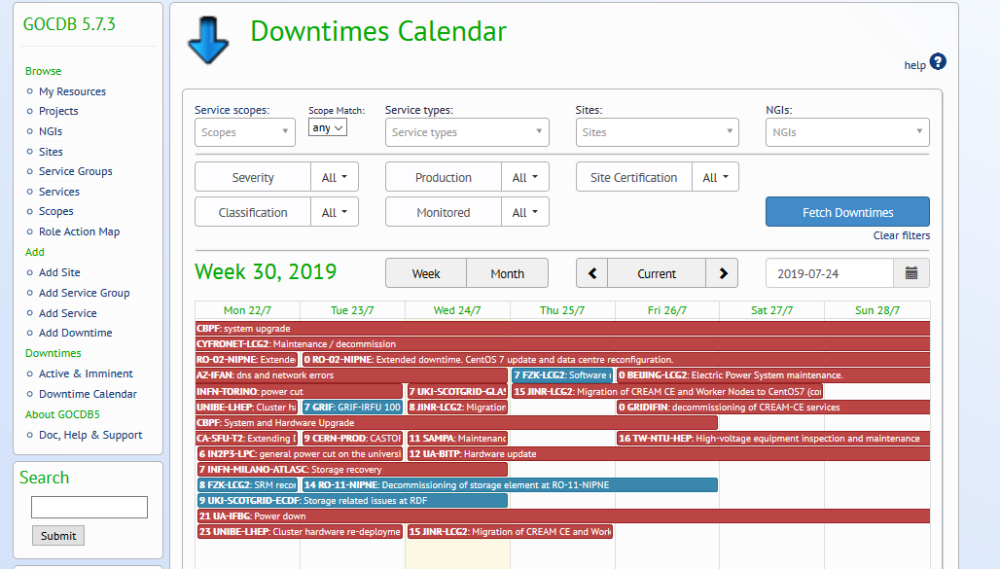 GOCDB 5.7.3
Browse
My Resources
Projects
NGIs
Sites
Service Groups
Services
Scopes
Role Action Map
Add
Add Site
Add Service Group
Add Service
Add Downtime
Downtimes
Active & Imminent
Downtime Calendar
About GOCDB5
Doc, Help & Support
Search
Submit
Downtimes Calendar
help ?
Service scopes: Scope Match: Service types: Sites: NGIs:
Scopes any Service types Sites NGIs
Severity All Production All Site Certification All
Classification All Monitored All Fetch Downtimes
Clear filters
Week 30, 2019 Week Month Current 2019-07-24
Mon 22/7 Tue 23/7 Wed 24/7 Thu 25/7 Fri 26/7 Sat 27/7 Sun 28/7
CBPF: system upgrade
CYFRONET-LCG2: Maintenance / decommission
RO-02-NIPNE: Extende 0 RO-02-NIPNE: Extended downtime. CentOS 7 update and data centre reconfiguration.
AZ-IFAN: dns and network errors 7 FZK-LCG2: Software 0 BEIJING-LCG2: Electric Power System maintenance.
INFN-TORINO: power cut 7 UKI-SCOTGRID-GLAS 15 JINR-LCG2: Migration of CREAM CE and Worker Nodes to CentOS7 (co
UNIBE-LHEP: Cluster ha 7 GRIF: GRIF-IRFU 100 8 JINR-LCG2: Migration 0 GRIDIFIN: decommissioning of CREAM-CE services
CBPF: System and Hardware Upgrade
CA-SFU-T2: Extending 9 CERN-PROD: CASTOR 11 SAMPA: Maintenanc 16 TW-NTU-HEP: High-voltage equipment inspection and maintenance
6 IN2P3-LPC: general power cut on the universi 12 UA-BITP: Hardware update
7 INFN-MILANO-ATLASC: Storage recovery
8 FZK-LCG2: SRM recon 14 RO-11-NIPNE: Decommissioning of storage element at RO-11-NIPNE
9 UKI-SCOTGRID-ECDF: Storage related issues at RDF
21 UA-IFBG: Power down
23 UNIBE-LHEP: Cluster hardware re-deployme 15 JINR-LCG2: Migration of CREAM CE and Work